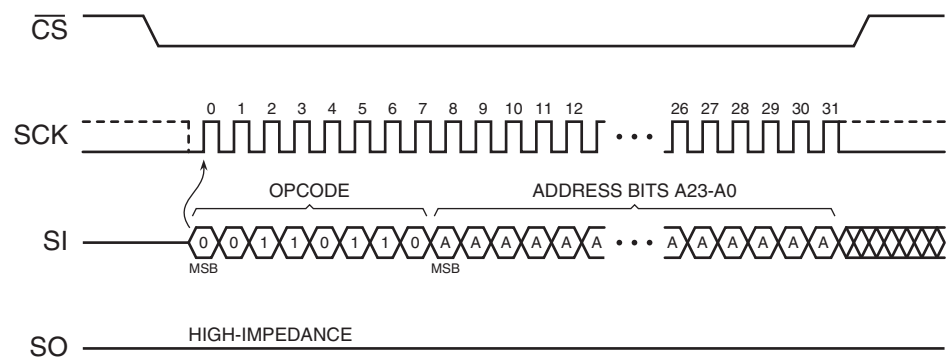 CS
0 1 2 3 4 5 6 7 8 9 10 11 12 26 27 28 29 30 31
SCK
OPCODE ADDRESS BITS A23-A0
SI 0 0 1 1 0 1 1 0 A A A A A A A A A A A A
MSB MSB
HIGH-IMPEDANCE
SO